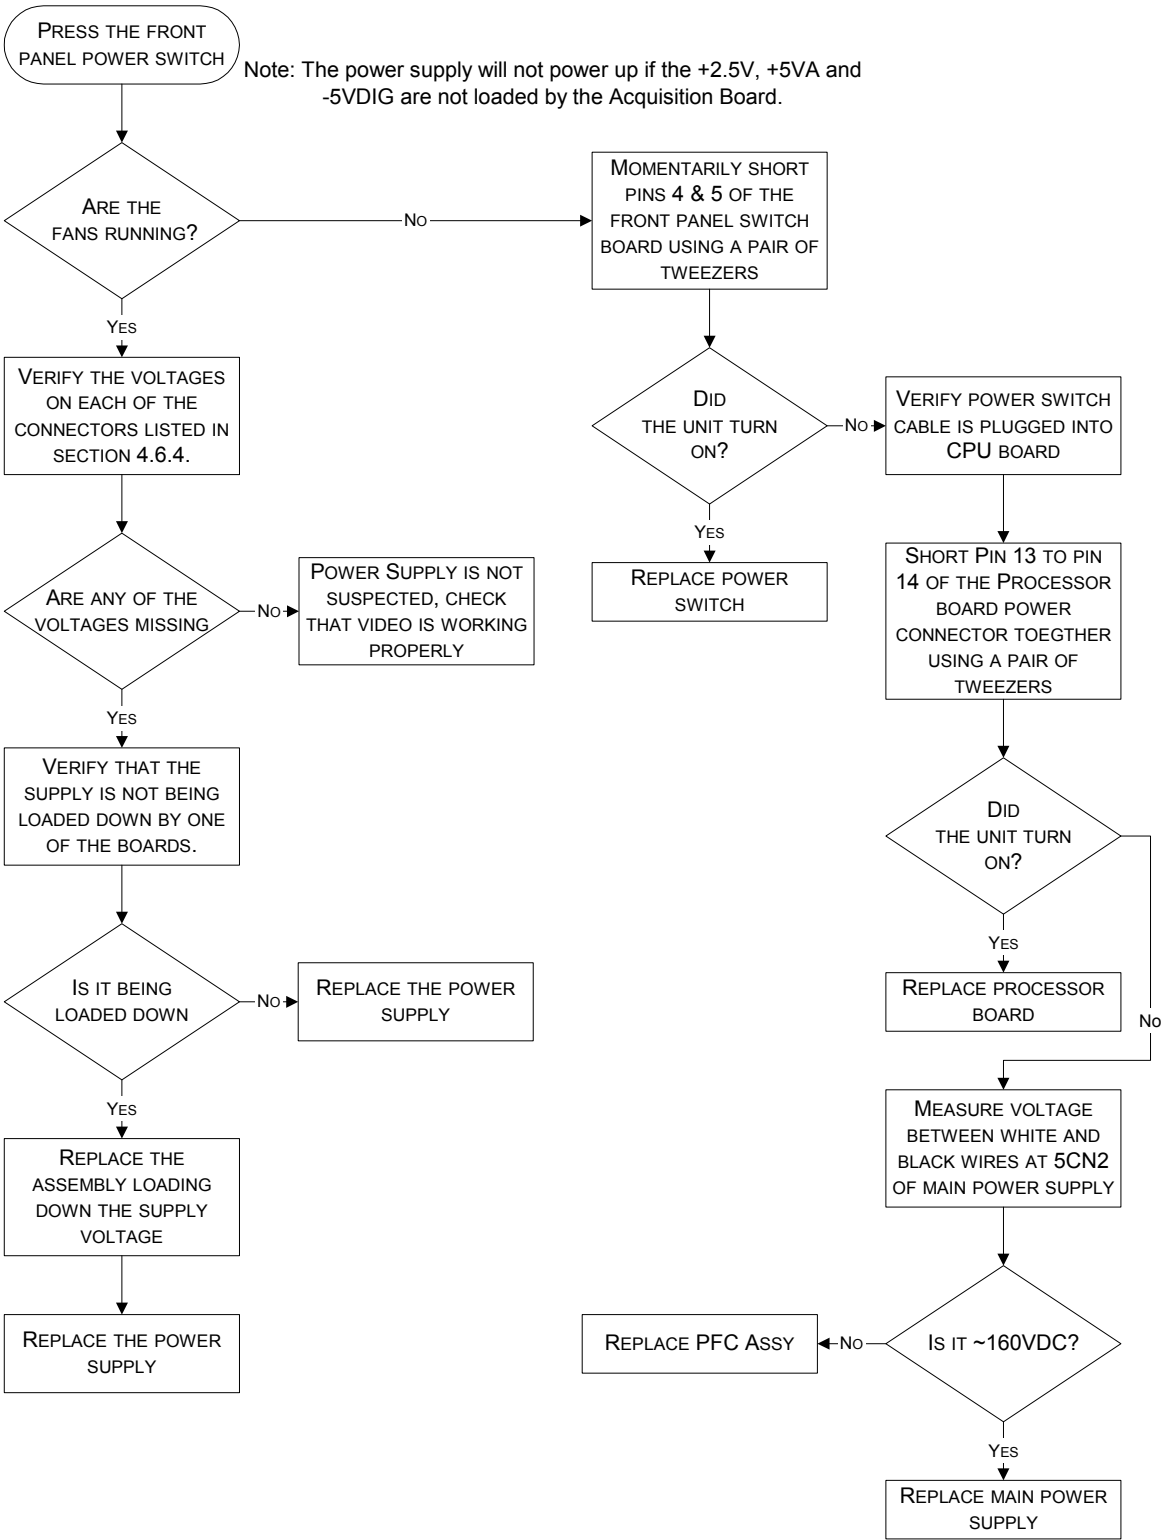 PRESS THE FRONT
PANEL POWER SWITCH
Note: The power supply will not power up if the +2.5V, +5VA and
-5VDIG are not loaded by the Acquisition Board.
ARE THE
FANS RUNNING?
NO
YES
VERIFY THE VOLTAGES
ON EACH OF THE
CONNECTORS LISTED IN
SECTION 4.6.4.
ARE ANY OF THE
VOLTAGES MISSING
NO
POWER SUPPLY IS NOT
SUSPECTED, CHECK
THAT VIDEO IS WORKING
PROPERLY
YES
VERIFY THAT THE
SUPPLY IS NOT BEING
LOADED DOWN BY ONE
OF THE BOARDS.
IS IT BEING
LOADED DOWN
NO
REPLACE THE POWER
SUPPLY
YES
REPLACE THE
ASSEMBLY LOADING
DOWN THE SUPPLY
VOLTAGE
REPLACE THE POWER
SUPPLY
MOMENTARILY SHORT
PINS 4 & 5 OF THE
FRONT PANEL SWITCH
BOARD USING A PAIR OF
TWEEZERS
DID
THE UNIT TURN
ON?
NO
YES
REPLACE POWER
SWITCH
VERIFY POWER SWITCH
CABLE IS PLUGGED INTO
CPU BOARD
SHORT PIN 13 TO PIN
14 OF THE PROCESSOR
BOARD POWER
CONNECTOR TOEGTHER
USING A PAIR OF
TWEEZERS
DID
THE UNIT TURN
ON?
YES
REPLACE PROCESSOR
BOARD
NO
MEASURE VOLTAGE
BETWEEN WHITE AND
BLACK WIRES AT 5CN2
OF MAIN POWER SUPPLY
IS IT ~160VDC?
NO
REPLACE PFC ASSY
YES
REPLACE MAIN POWER
SUPPLY